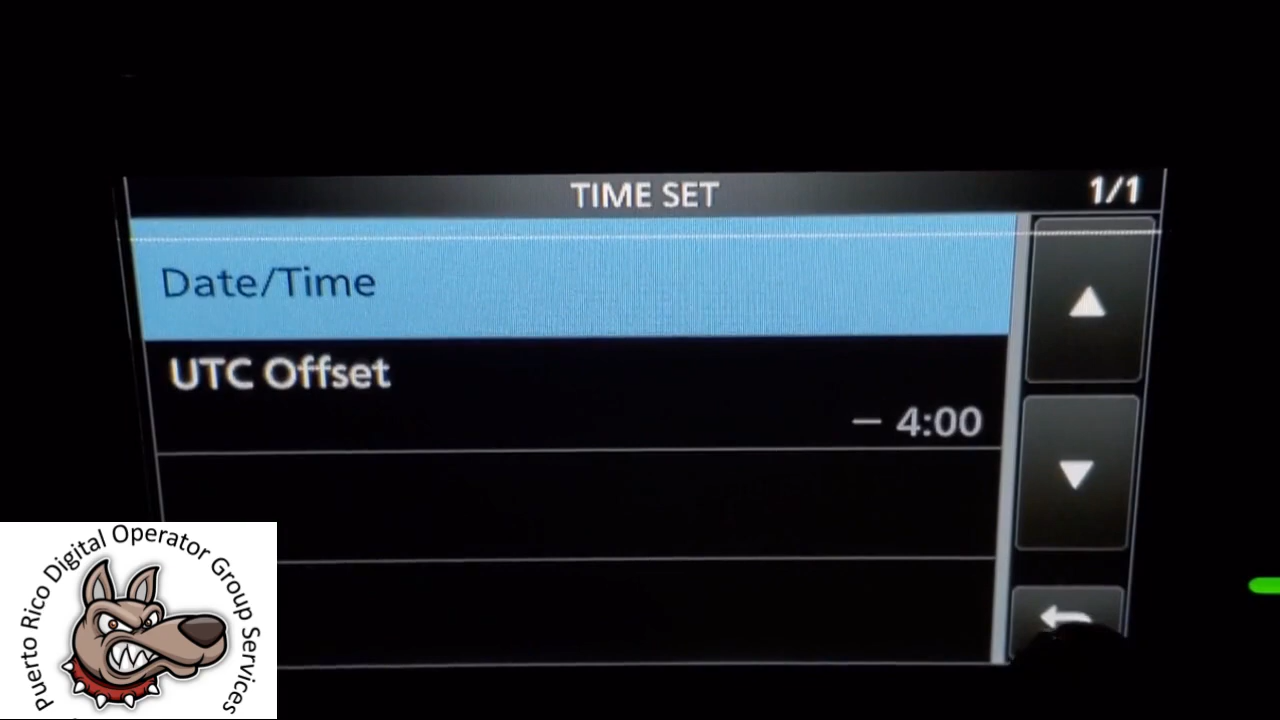 TIME SET
1/1
Date/Time
UTC Offset
– 4:00
Puerto Rico Digital Operator Group Services